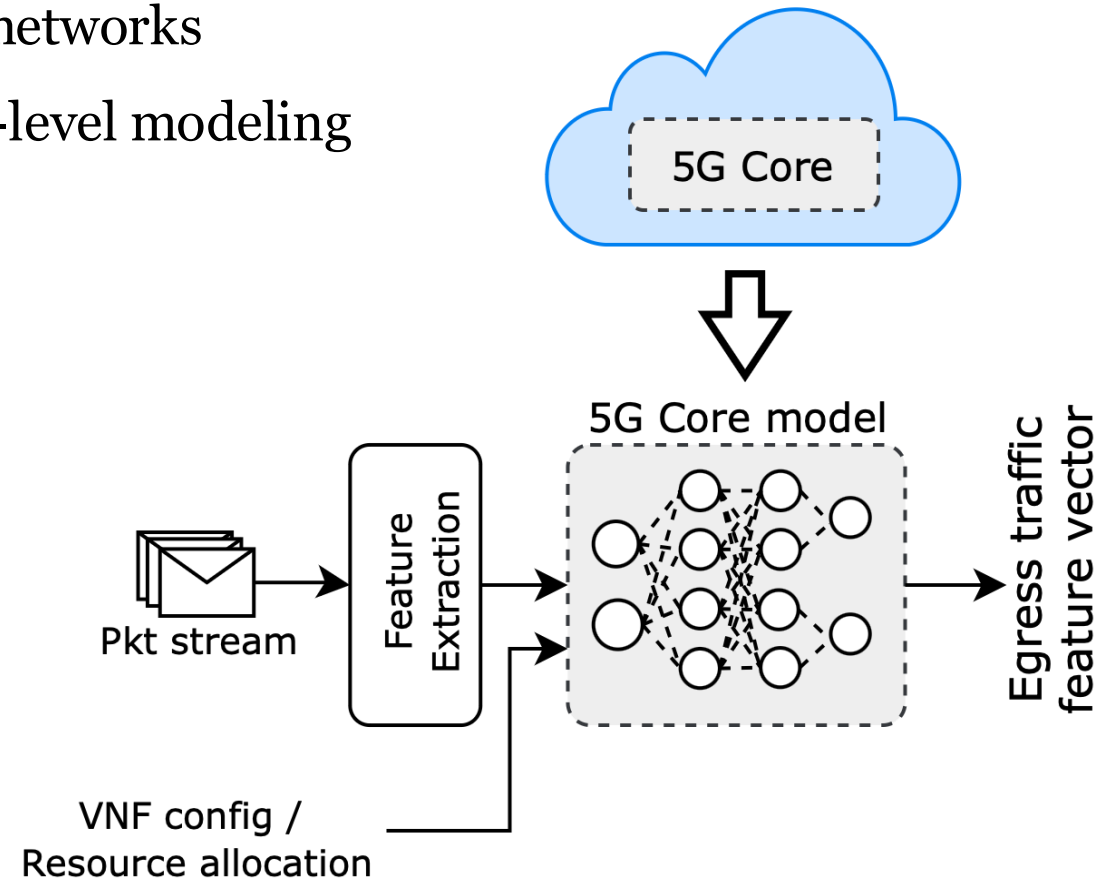 networks
-level modeling
5G Core
5G Core model
Feature
Extraction
Pkt stream
Egress traffic
feature vector
VNF config /
Resource allocation